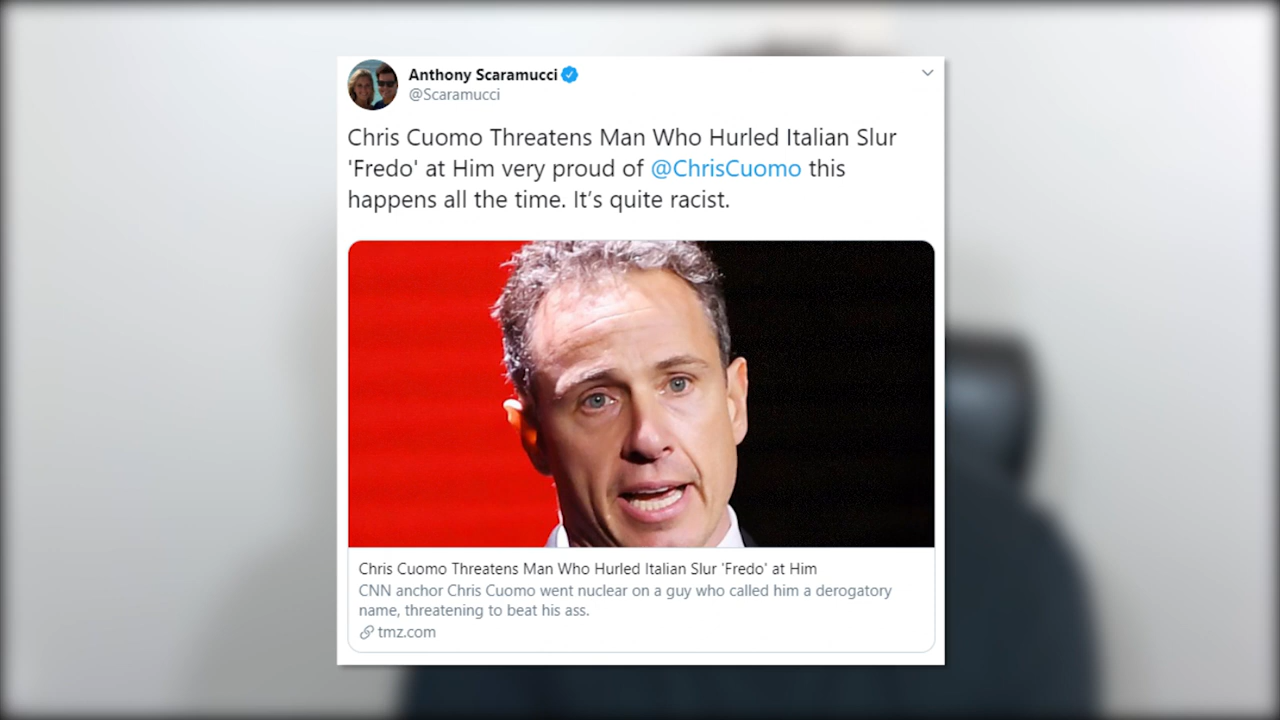 Anthony Scaramucci
@Scaramucci
Chris Cuomo Threatens Man Who Hurled Italian Slur
'Fredo' at Him very proud of @ChrisCuomo this
happens all the time. It’s quite racist.
Chris Cuomo Threatens Man Who Hurled Italian Slur 'Fredo' at Him
CNN anchor Chris Cuomo went nuclear on a guy who called him a derogatory
name, threatening to beat his ass.
tmz.com